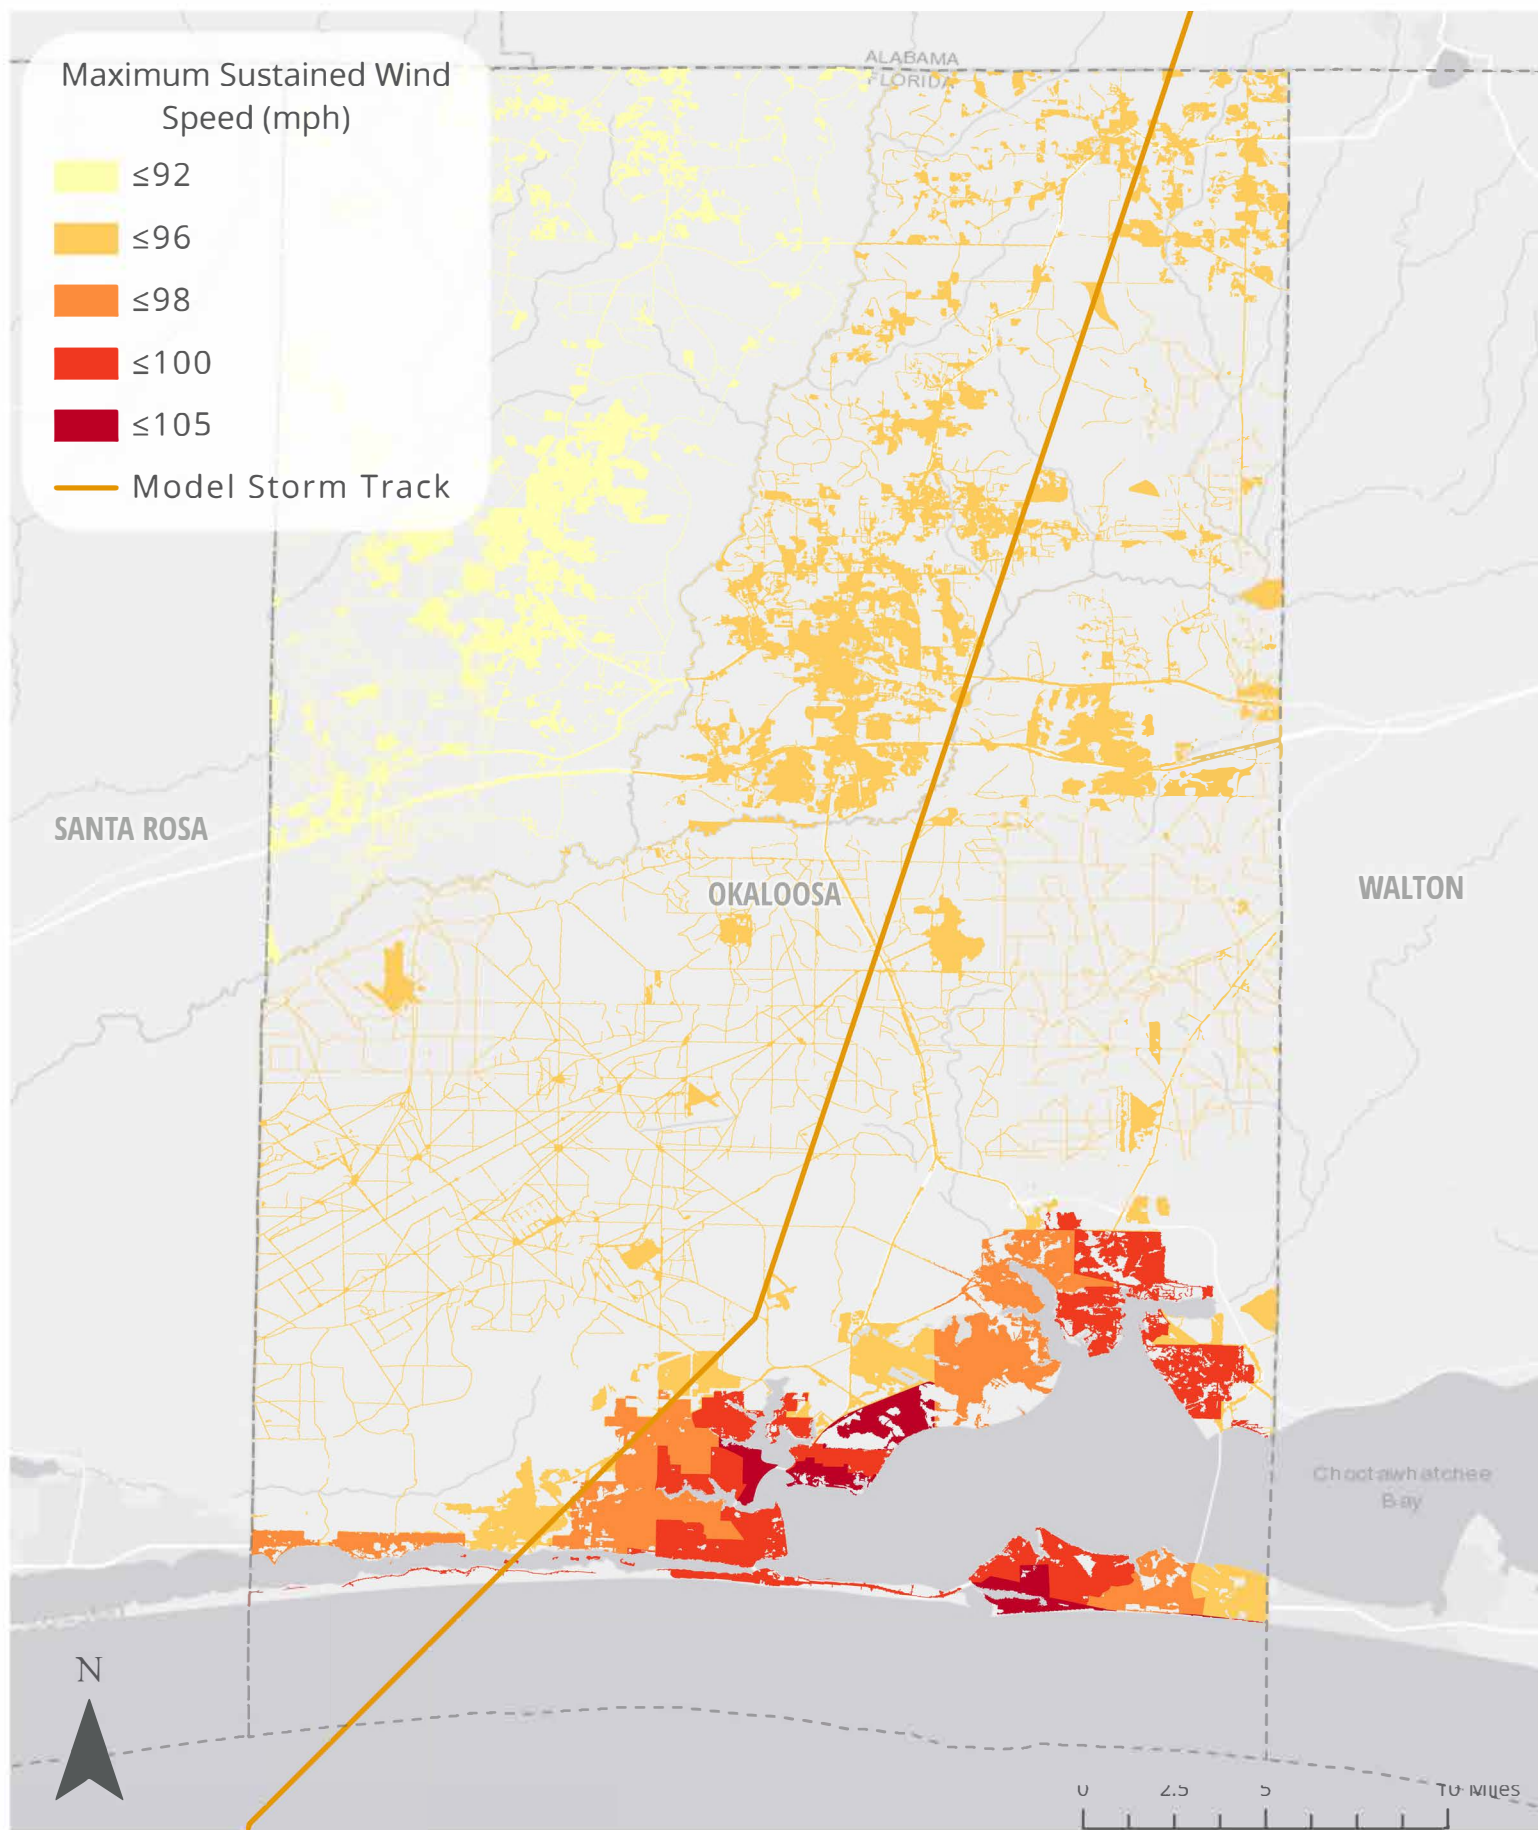 ALABAMA
FLORIDA
Maximum Sustained Wind
Speed (mph)
≤92
≤96
≤98
≤100
≤105
Model Storm Track
SANTA ROSA
OKALOOSA
WALTON
Choctawhatchee
Bay
N
0 2.5 5 10 Miles